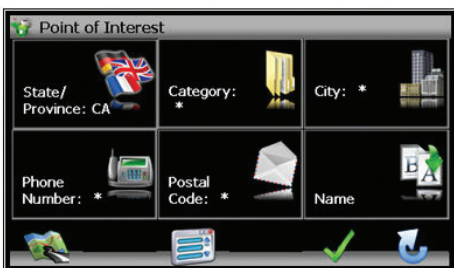 Point of Interest
State/
Province: CA
Category:
*
City: *
Phone
Number: *
Postal
Code: *
Name
B
A